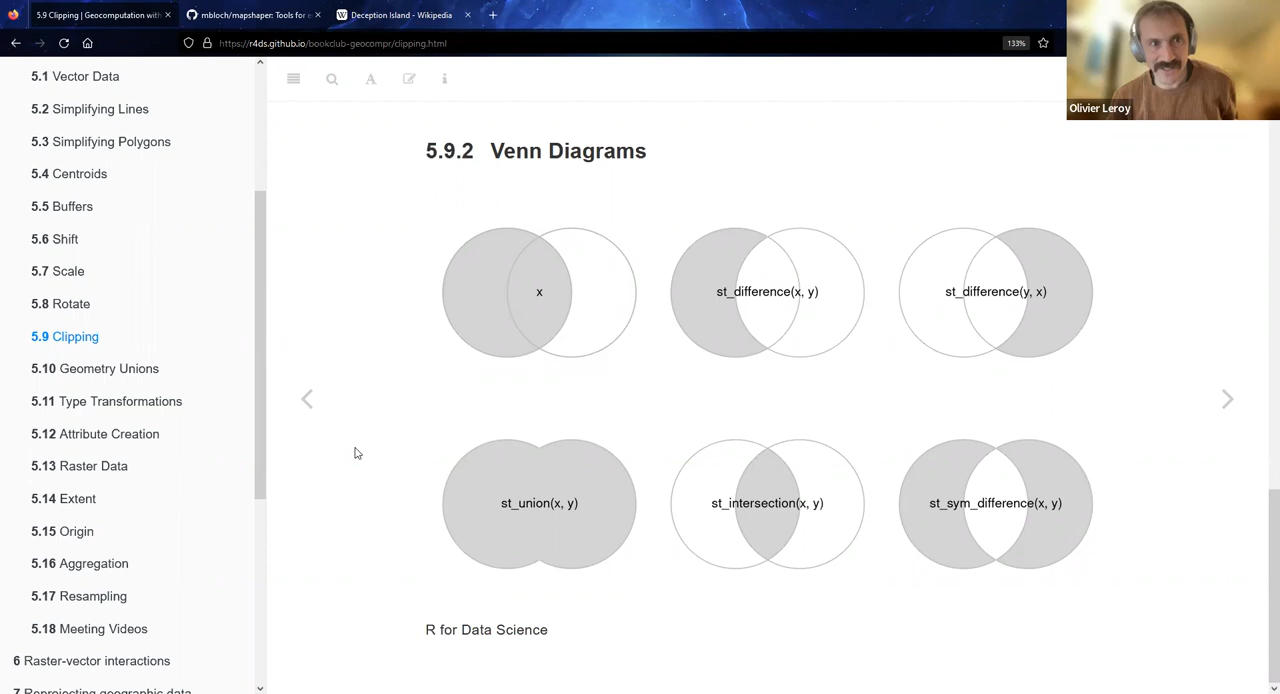 5.9 Clipping | Geocomputation with
mbloch/mapshaper: Tools for e
Deception Island - Wikipedia
https://r4ds.github.io/bookclub-geocompr/clipping.html
133%
Olivier Leroy
5.1 Vector Data
5.2 Simplifying Lines
5.3 Simplifying Polygons
5.4 Centroids
5.5 Buffers
5.6 Shift
5.7 Scale
5.8 Rotate
5.9 Clipping
5.10 Geometry Unions
5.11 Type Transformations
5.12 Attribute Creation
5.13 Raster Data
5.14 Extent
5.15 Origin
5.16 Aggregation
5.17 Resampling
5.18 Meeting Videos
6 Raster-vector interactions
7 Reprojecting geographic data
5.9.2 Venn Diagrams
x
st_difference(x, y)
st_difference(y, x)
st_union(x, y)
st_intersection(x, y)
st_sym_difference(x, y)
R for Data Science